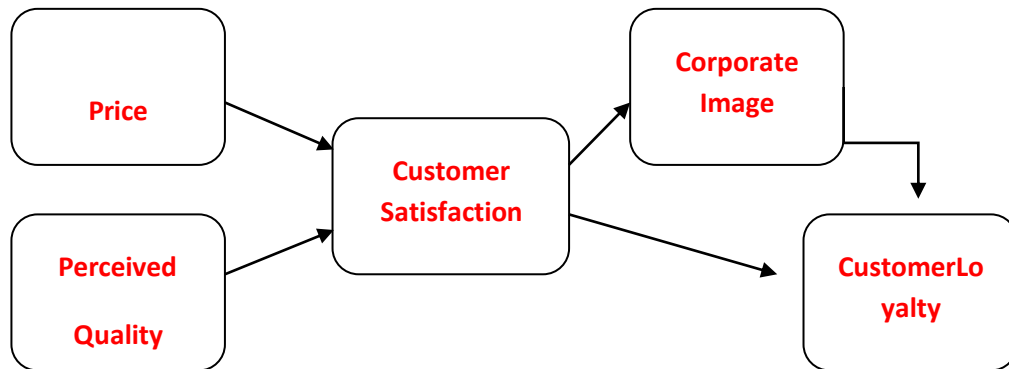 Price
Perceived
Quality
Customer
Satisfaction
Corporate
Image
CustomerLo
yalty